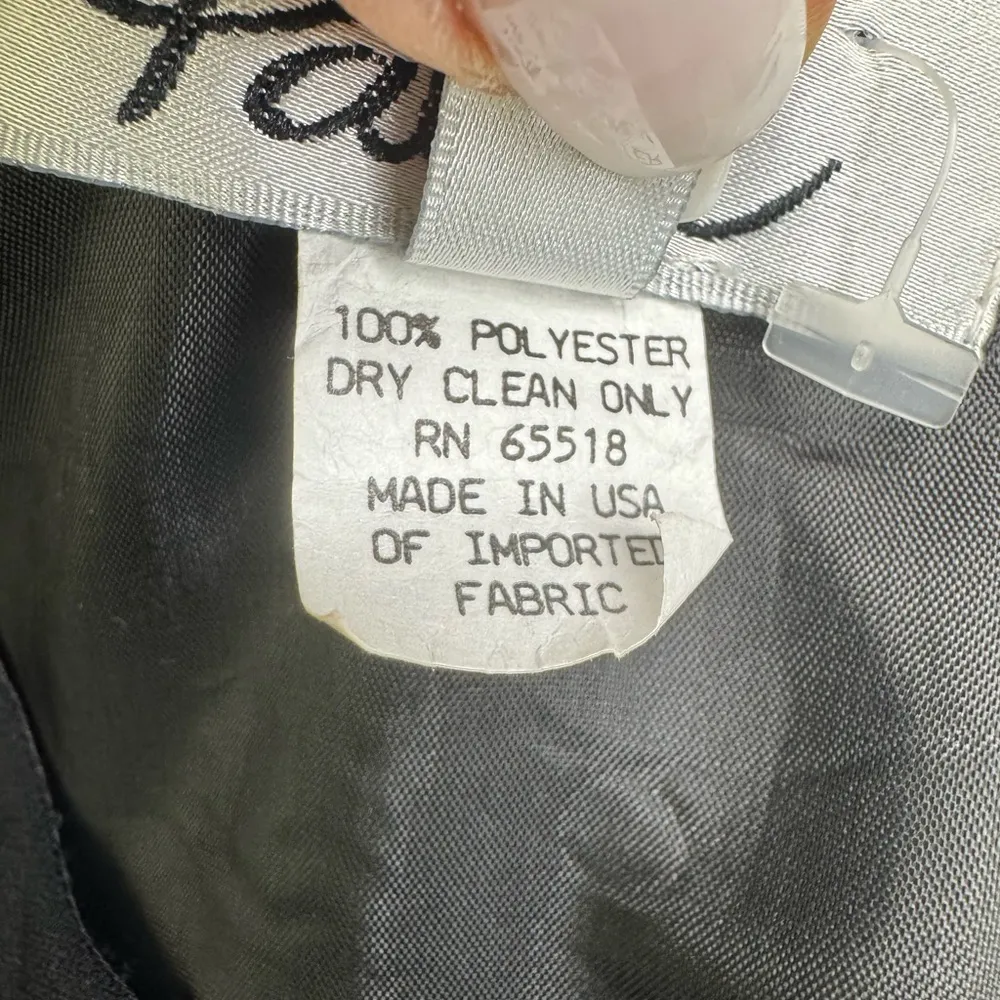 100% POLYESTER
DRY CLEAN ONLY
RN 65518
MADE IN USA
OF IMPORTED
FABRIC